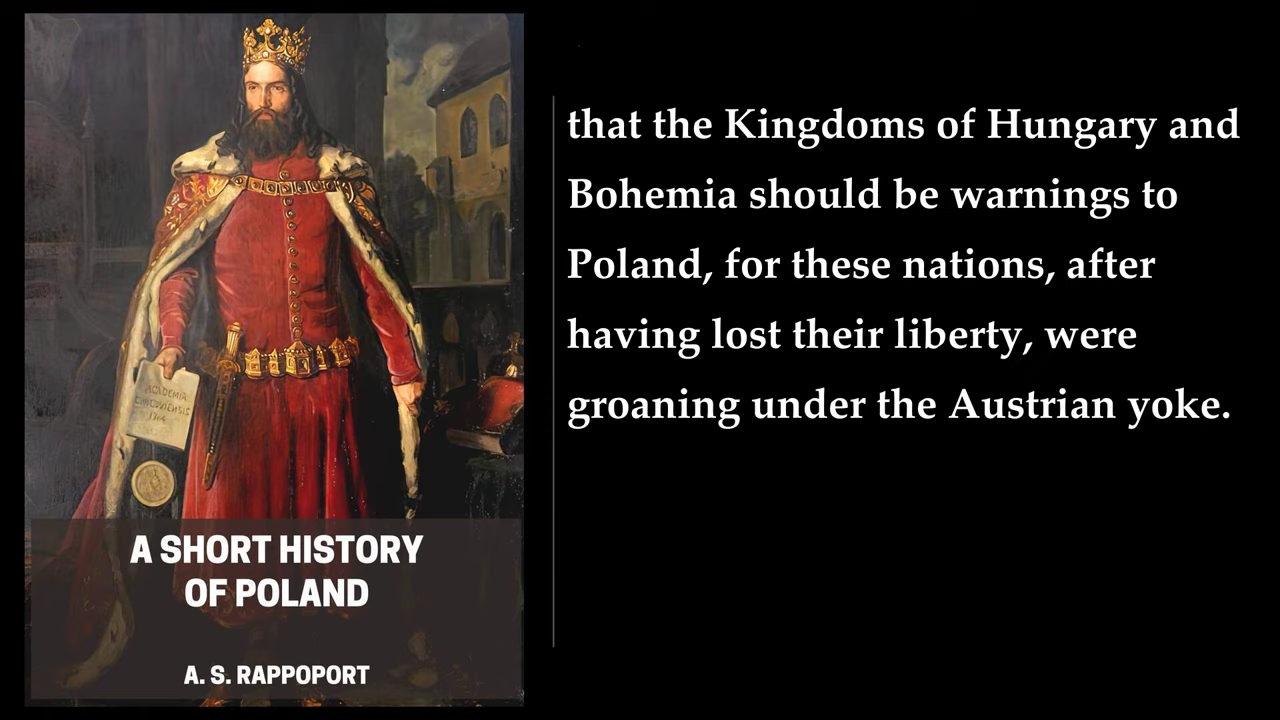 that the Kingdoms of Hungary and
Bohemia should be warnings to
Poland, for these nations, after
having lost their liberty, were
groaning under the Austrian yoke.
ACADEMIA
A SHORT HISTORY
OF POLAND
A. S. RAPPOPORT